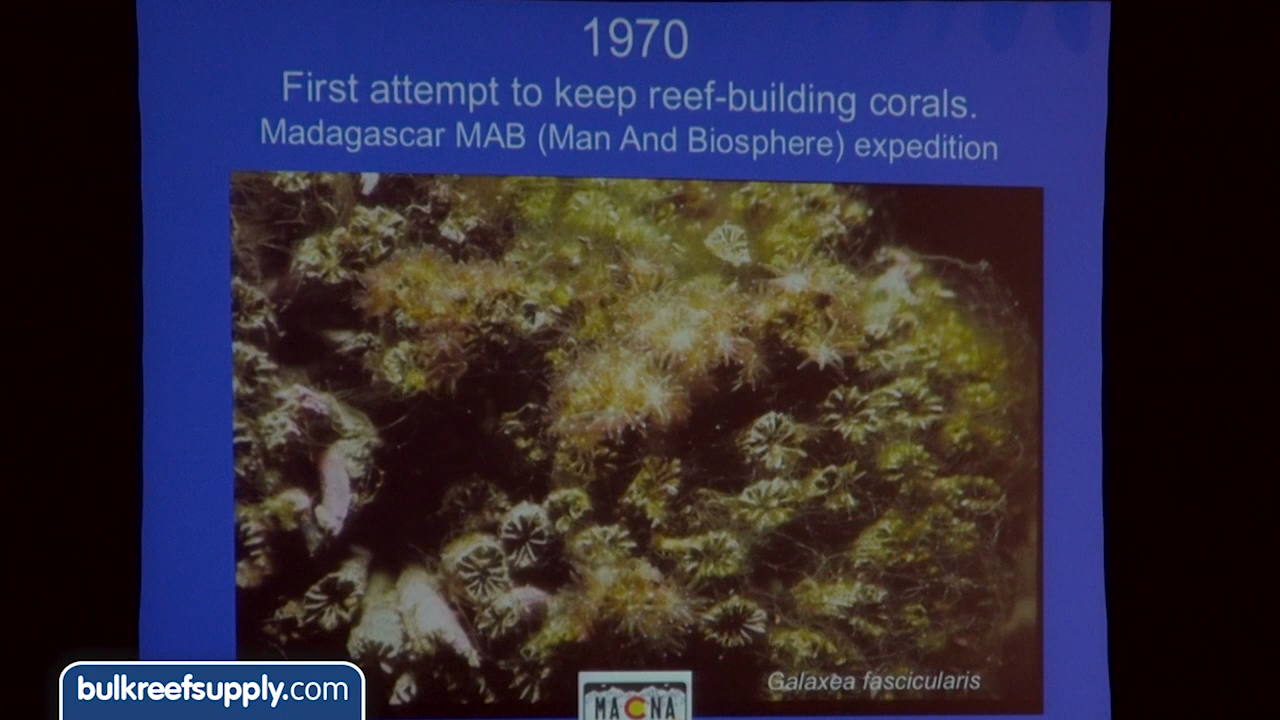 1970
First attempt to keep reef-building corals.
Madagascar MAB (Man And Biosphere) expedition
Galaxea fascicularis
bulkreefsupply.com
MACNA